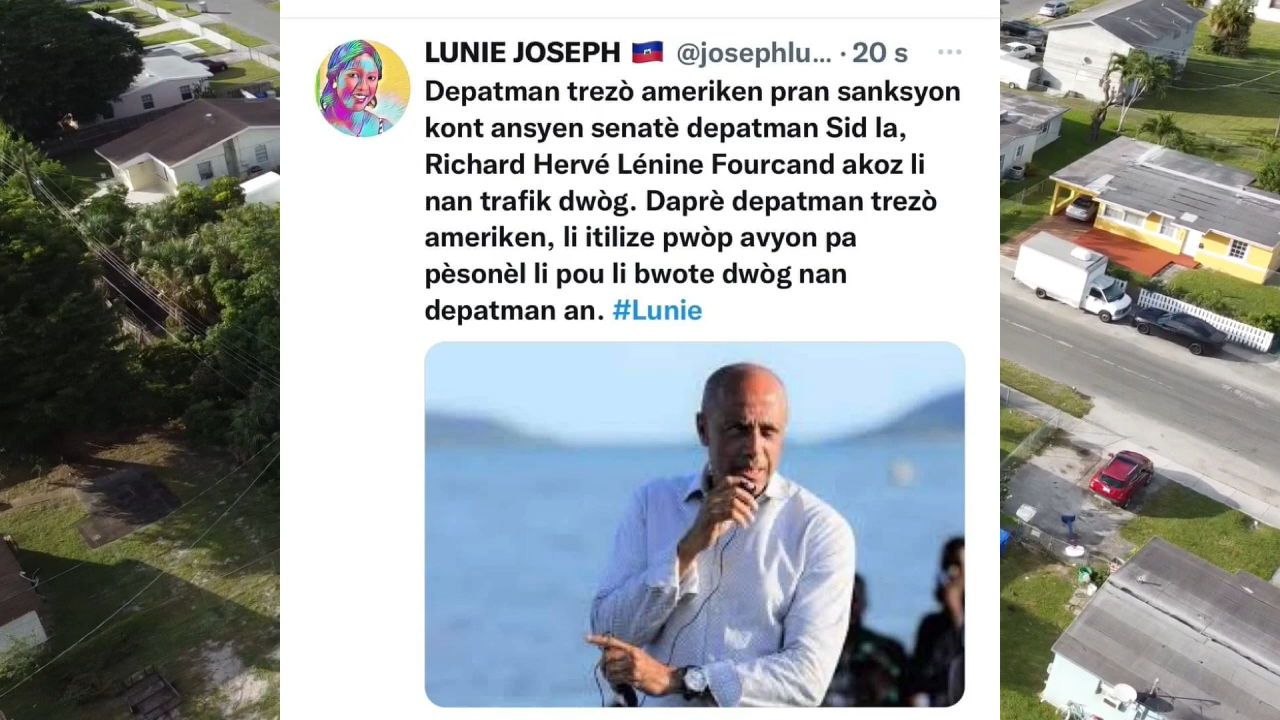 LUNIE JOSEPH 🇭🇹 @josephlu... · 20 s
Depatman trezò ameriken pran sanksyon
kont ansyen senatè depatman Sid la,
Richard Hervé Lénine Fourcand akoz li
nan trafik dwòg. Daprè depatman trezò
ameriken, li itilize pwòp avyon pa
pèsonèl li pou li bwote dwòg nan
depatman an. #Lunie